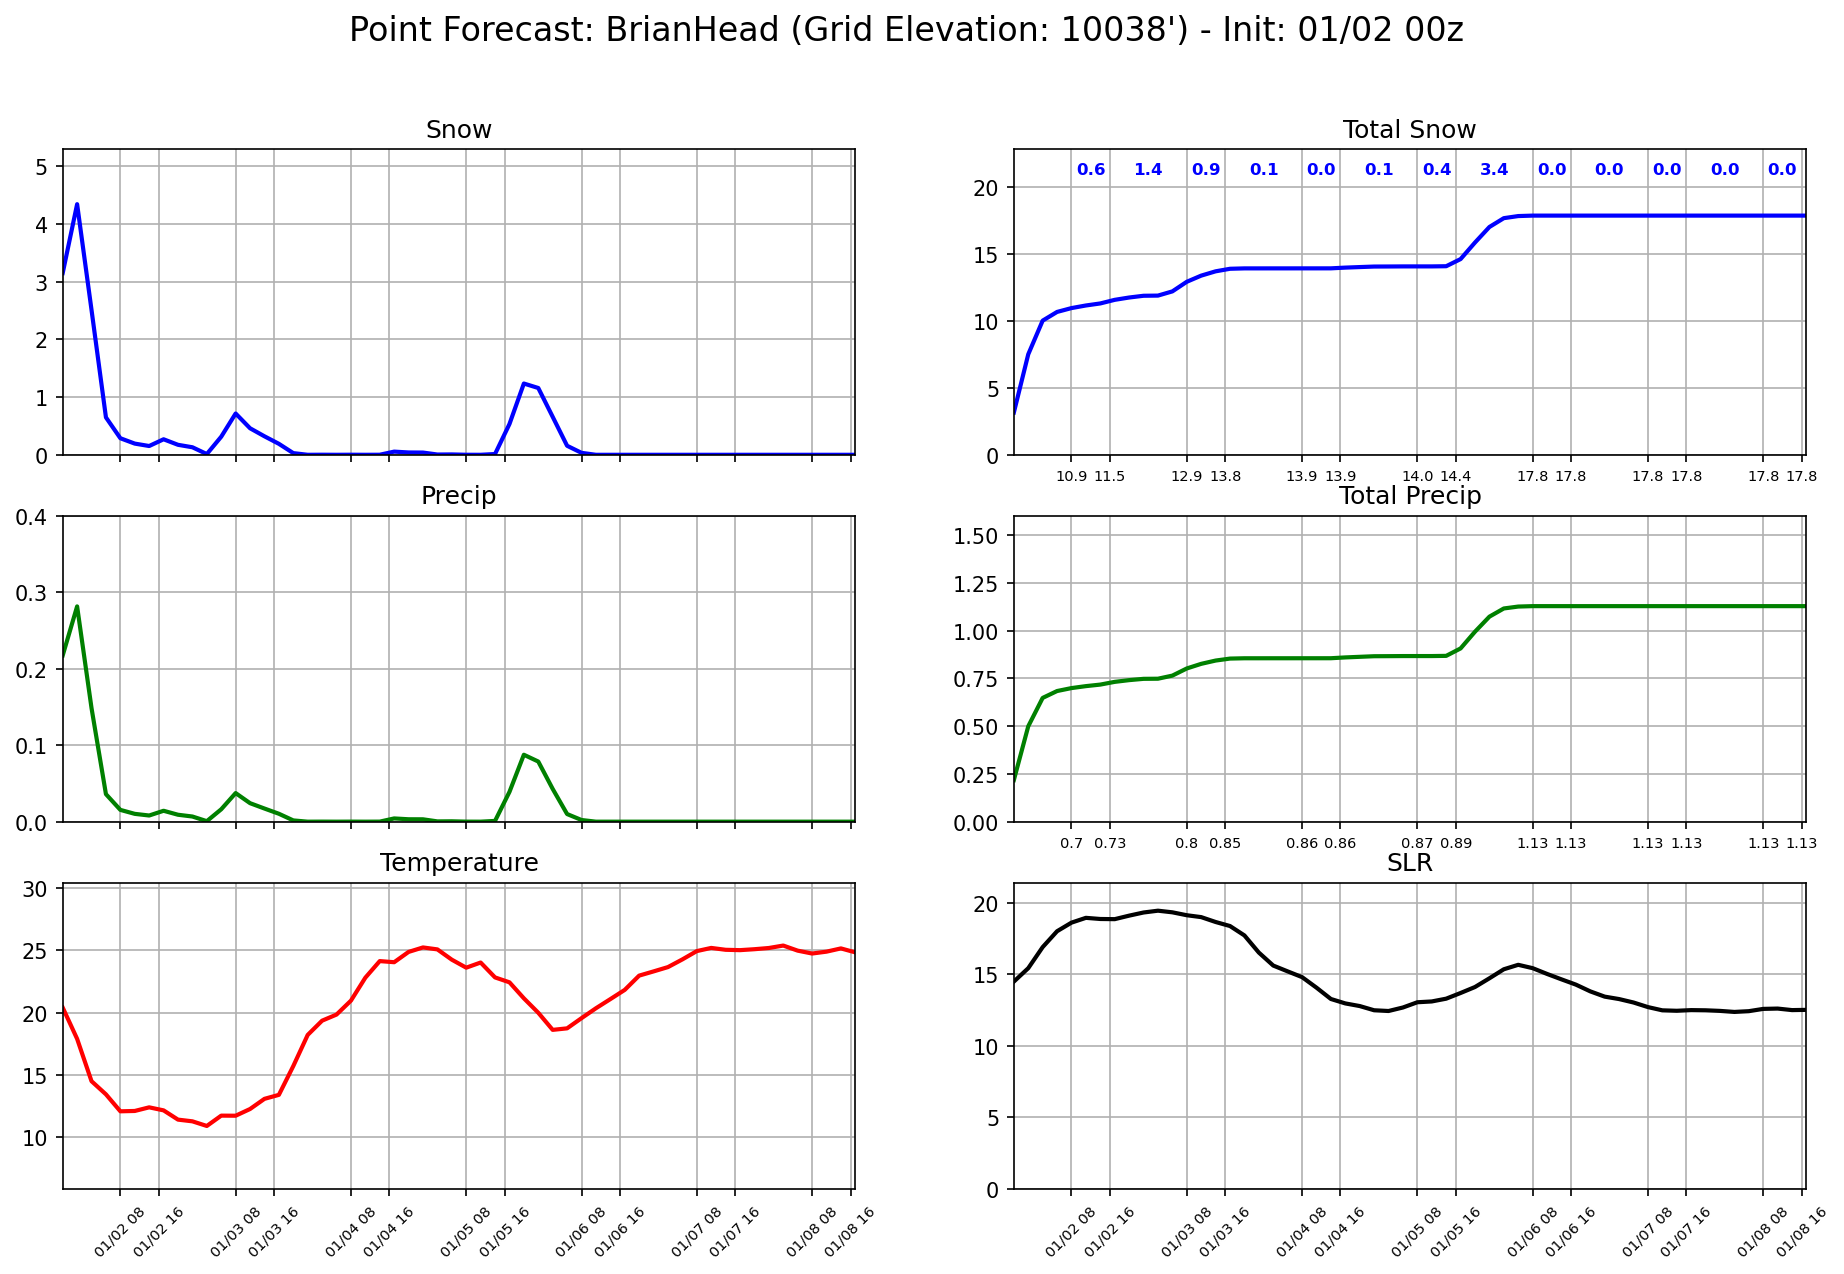 Point Forecast: BrianHead (Grid Elevation: 10038') - Init: 01/02 00z
Snow
5
4
3
2
1
0
Total Snow
0.6 1.4 0.9 0.1 0.0 0.1 0.4 3.4 0.0 0.0 0.0 0.0 0.0
20
15
10
5
0
10.9 11.5 12.9 13.8 13.9 13.9 14.0 14.4 17.8 17.8 17.8 17.8 17.8 17.8
Precip
0.4
0.3
0.2
0.1
0.0
Total Precip
1.50
1.25
1.00
0.75
0.50
0.25
0.00
0.7 0.73 0.8 0.85 0.86 0.86 0.87 0.89 1.13 1.13 1.13 1.13 1.13 1.13
Temperature
30
25
20
15
10
01/02 08 01/02 16 01/03 08 01/03 16 01/04 08 01/04 16 01/05 08 01/05 16 01/06 08 01/06 16 01/07 08 01/07 16 01/08 08 01/08 16
SLR
20
15
10
5
0
01/02 08 01/02 16 01/03 08 01/03 16 01/04 08 01/04 16 01/05 08 01/05 16 01/06 08 01/06 16 01/07 08 01/07 16 01/08 08 01/08 16